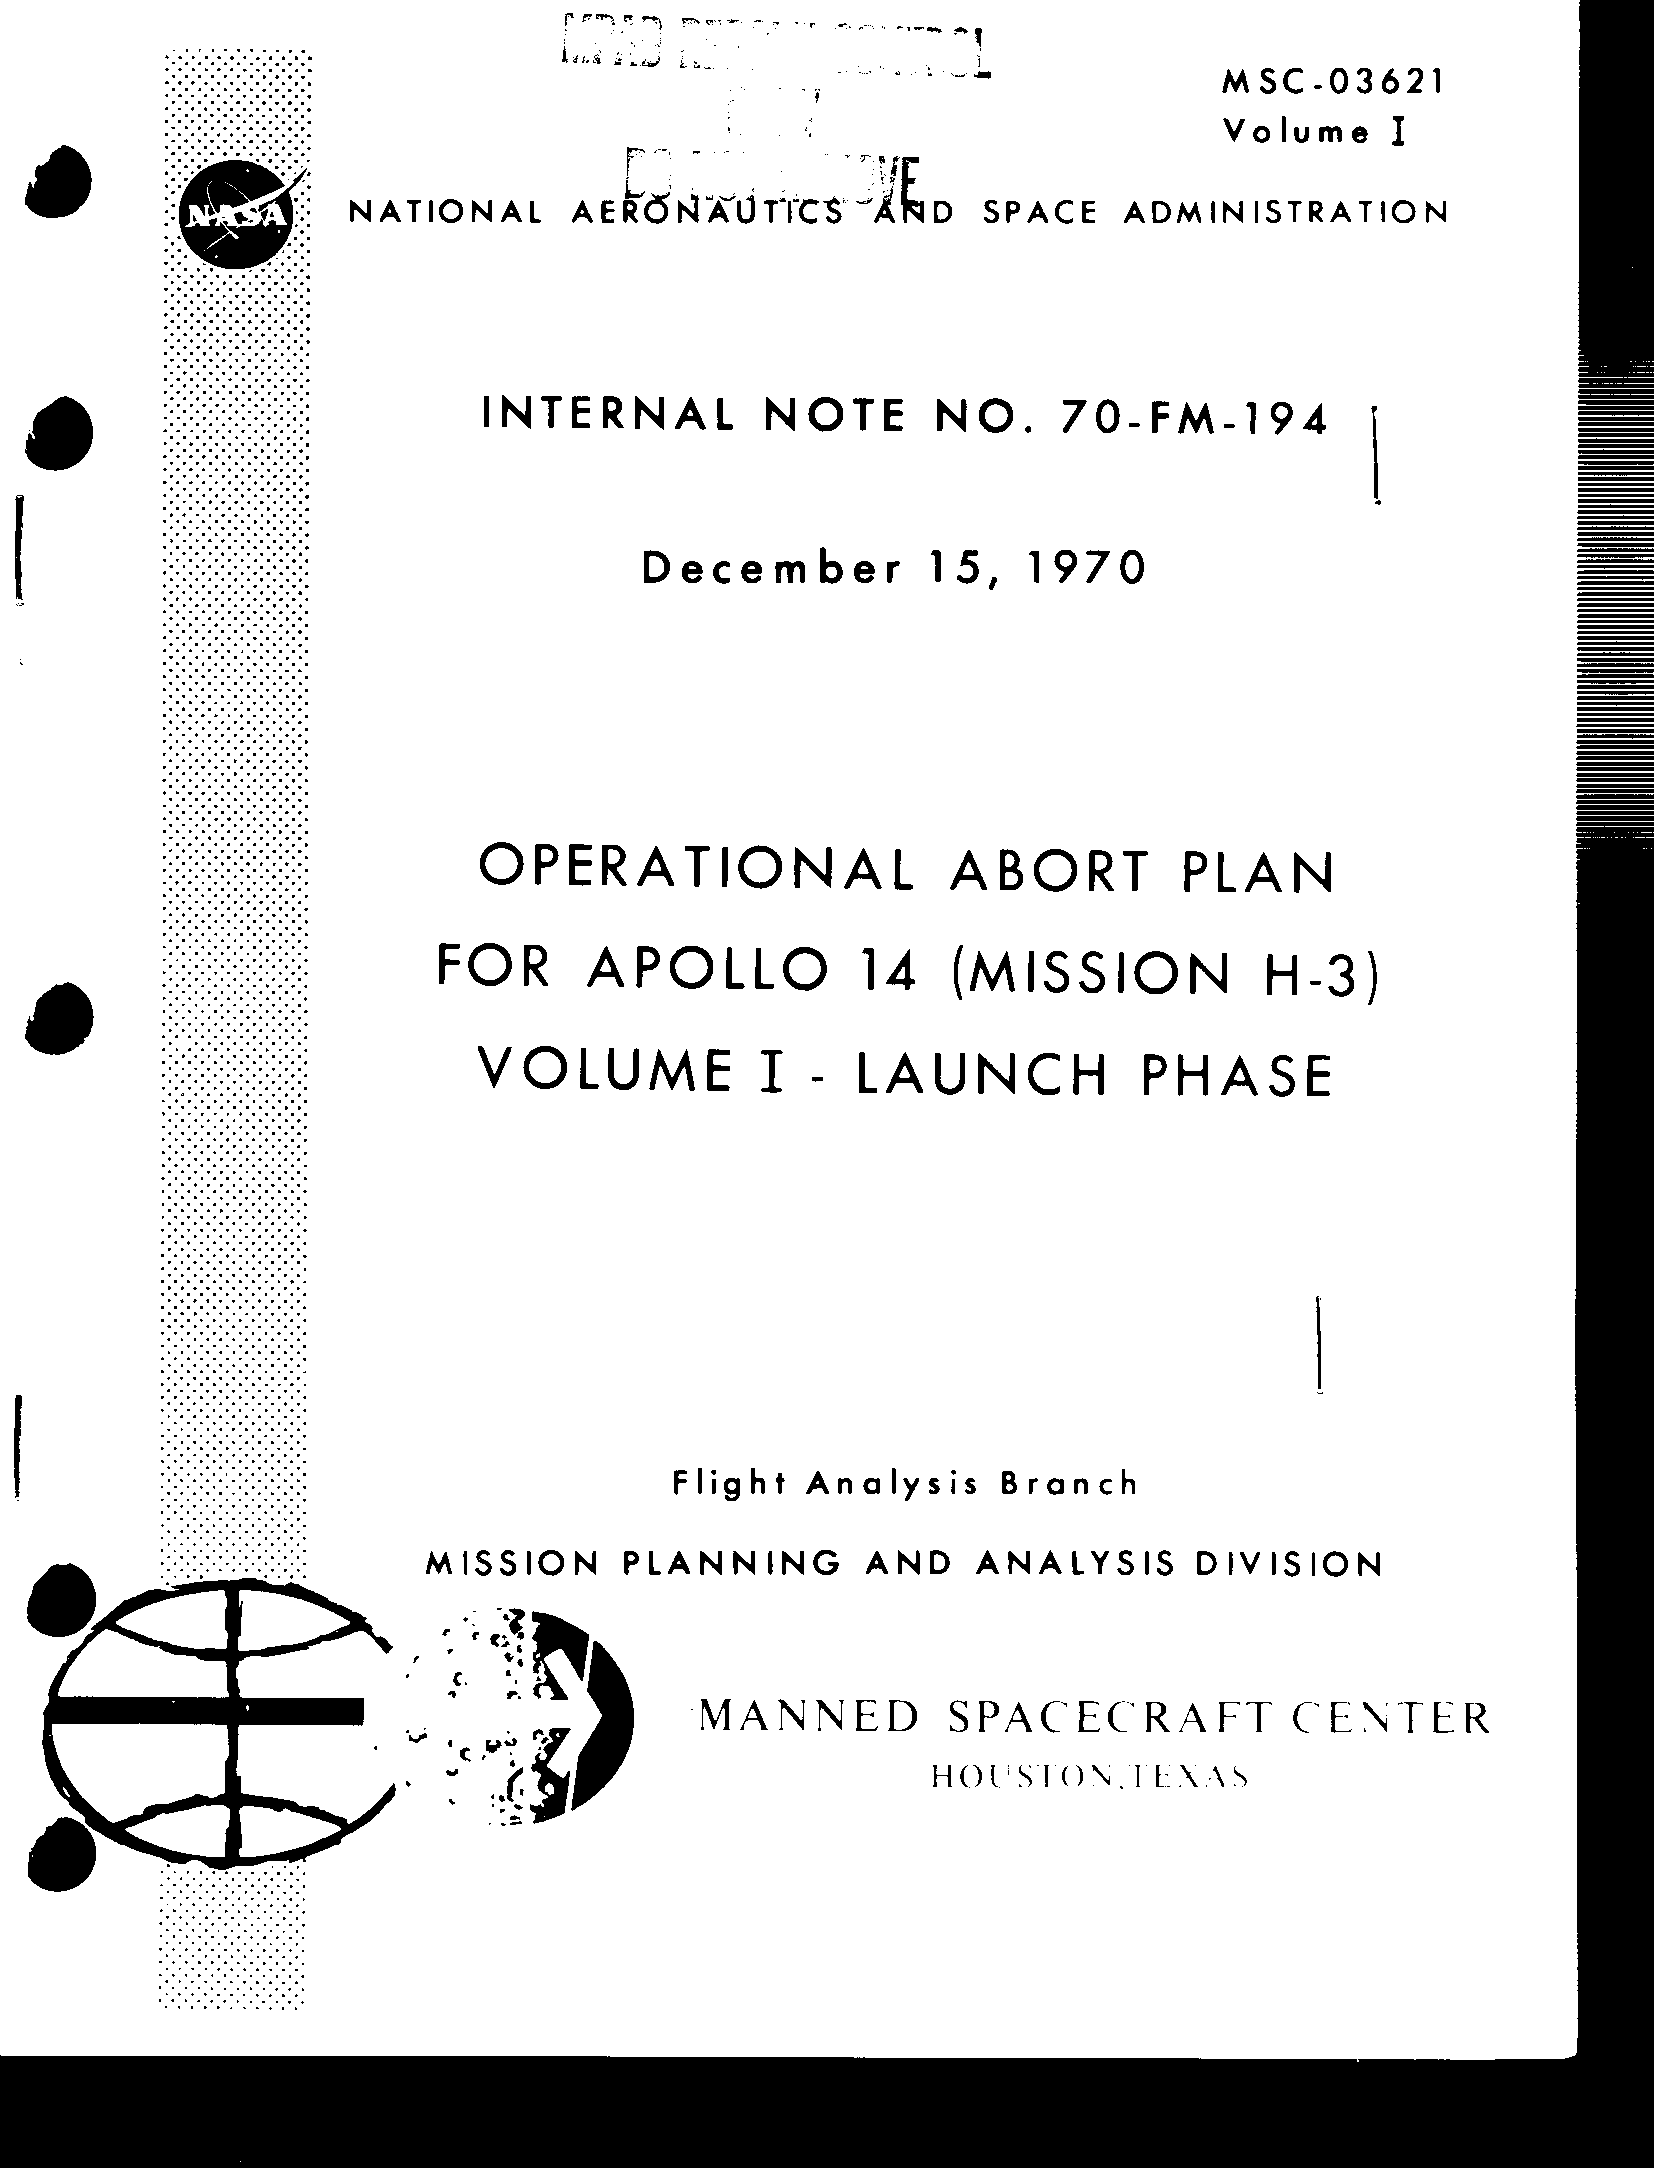 MSC-03621
Volume I
NASA
NATIONAL AERONAUTICS AND SPACE ADMINISTRATION
INTERNAL NOTE NO. 70-FM-194
December 15, 1970
OPERATIONAL ABORT PLAN
FOR APOLLO 14 (MISSION H-3)
VOLUME I - LAUNCH PHASE
Flight Analysis Branch
MISSION PLANNING AND ANALYSIS DIVISION
MANNED SPACECRAFT CENTER
HOUSTON, TEXAS